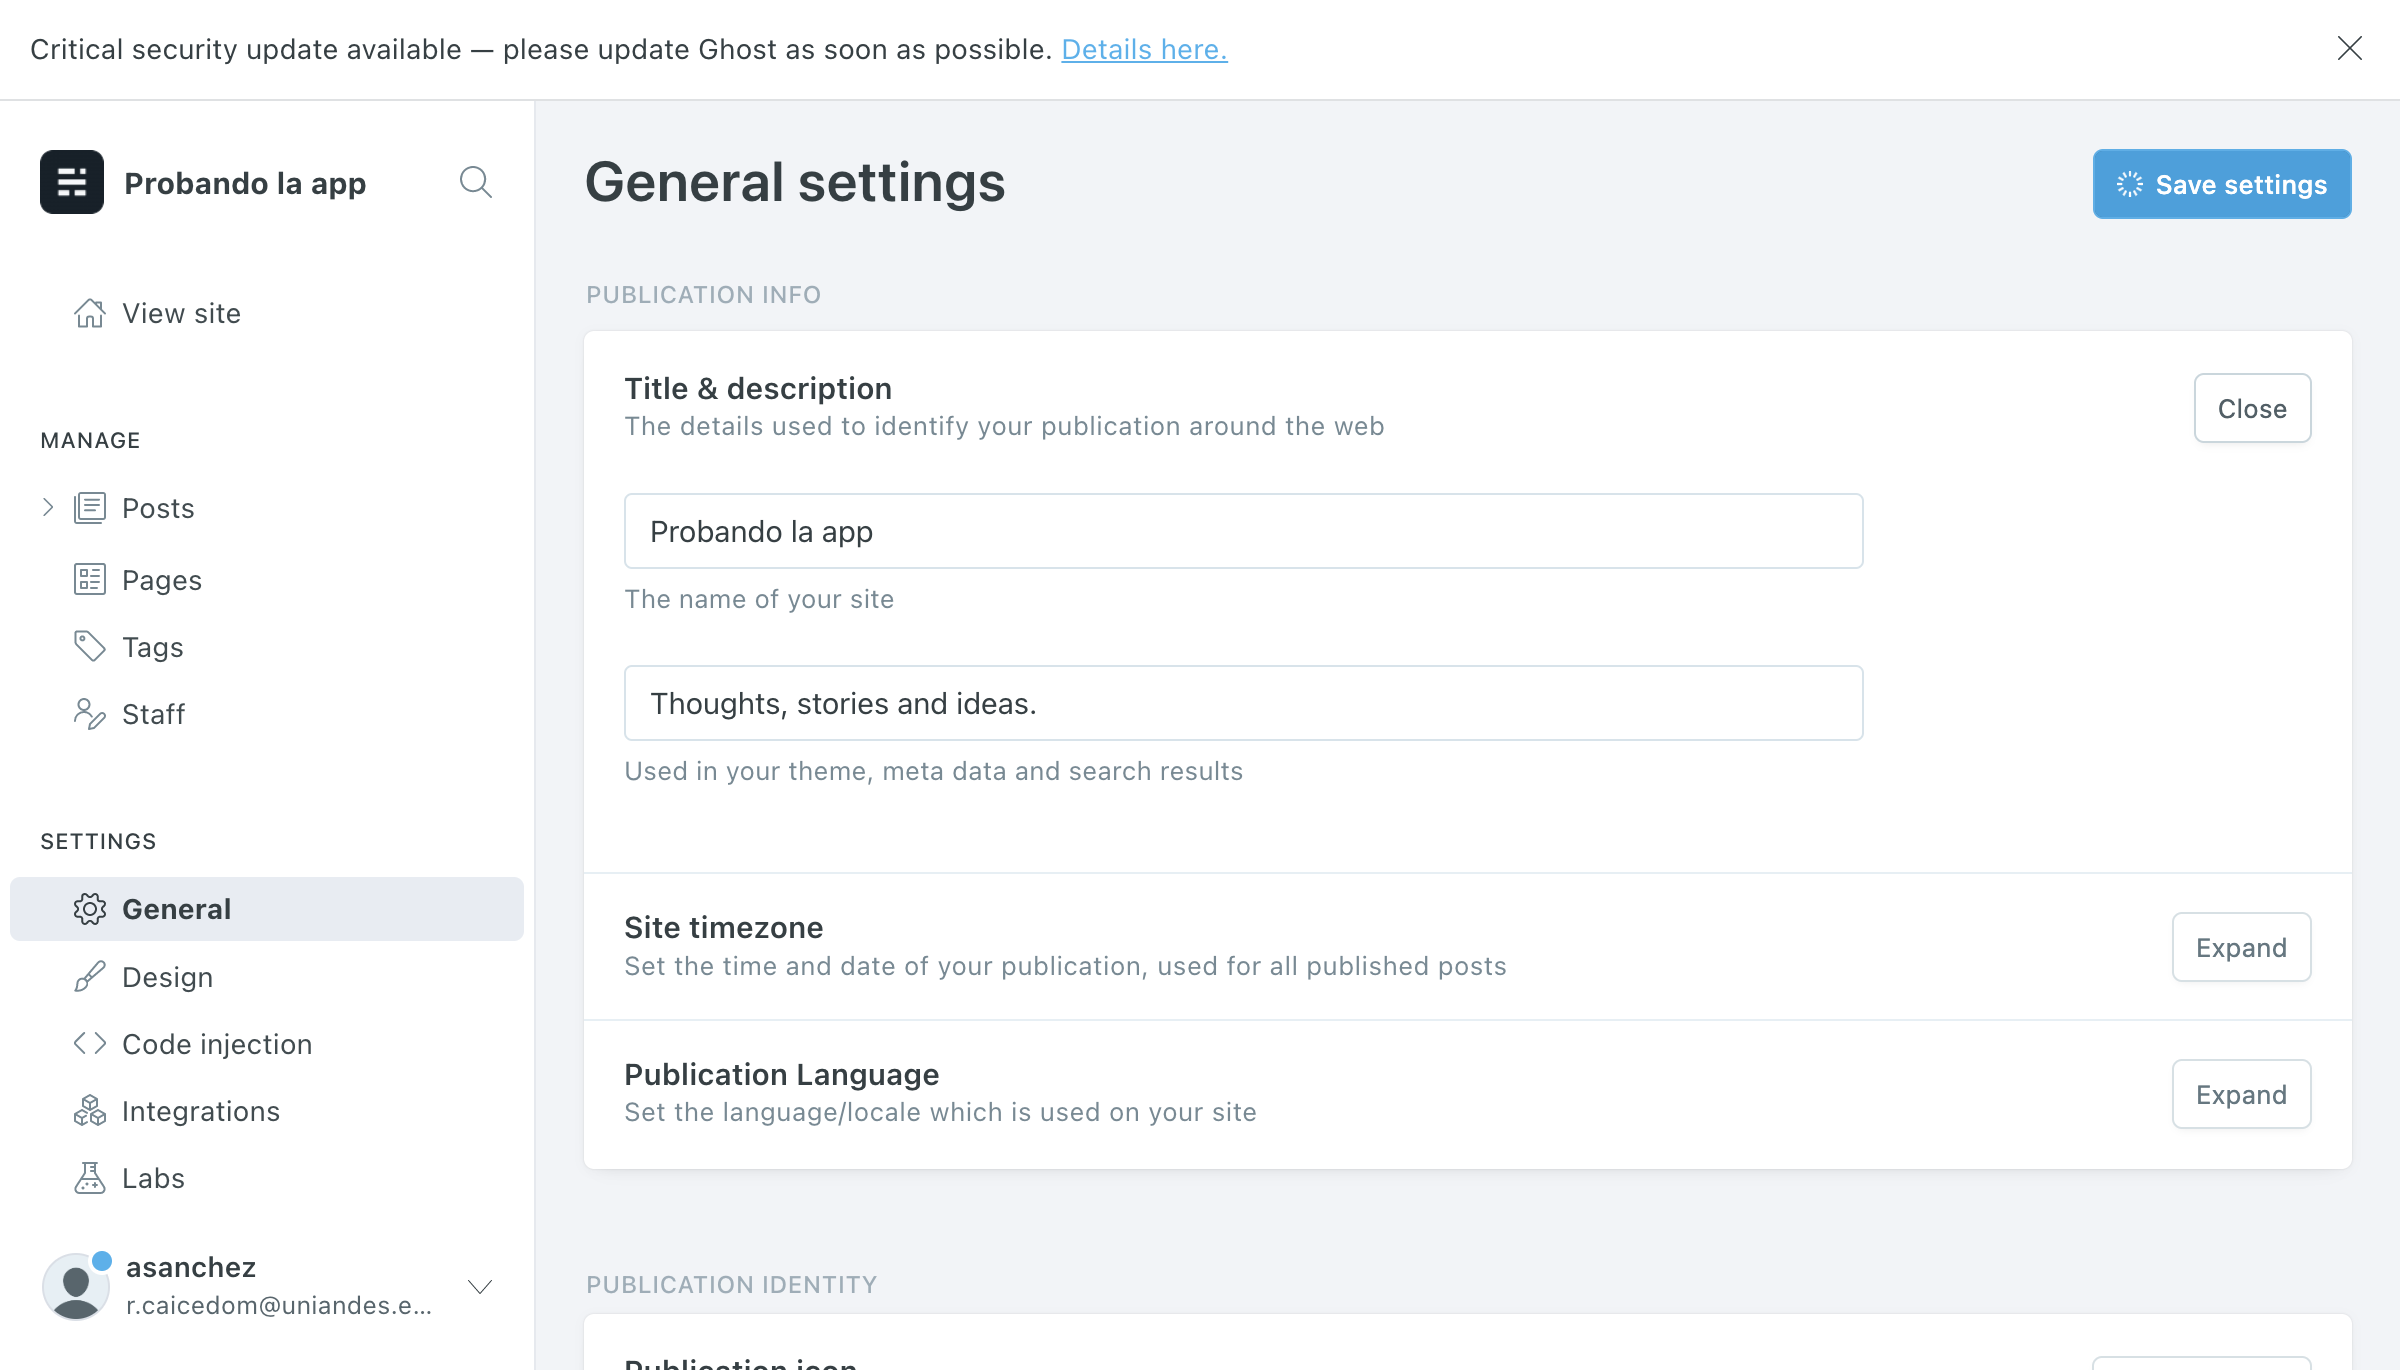 Critical security update available — please update Ghost as soon as possible. Details here.
Probando la app
View site
MANAGE
Posts
Pages
Tags
Staff
SETTINGS
General
Design
Code injection
Integrations
Labs
asanchez
r.caicedom@uniandes.e...
General settings
Save settings
PUBLICATION INFO
Title & description
The details used to identify your publication around the web
Close
Probando la app
The name of your site
Thoughts, stories and ideas.
Used in your theme, meta data and search results
Site timezone
Set the time and date of your publication, used for all published posts
Expand
Publication Language
Set the language/locale which is used on your site
Expand
PUBLICATION IDENTITY
Publication icon